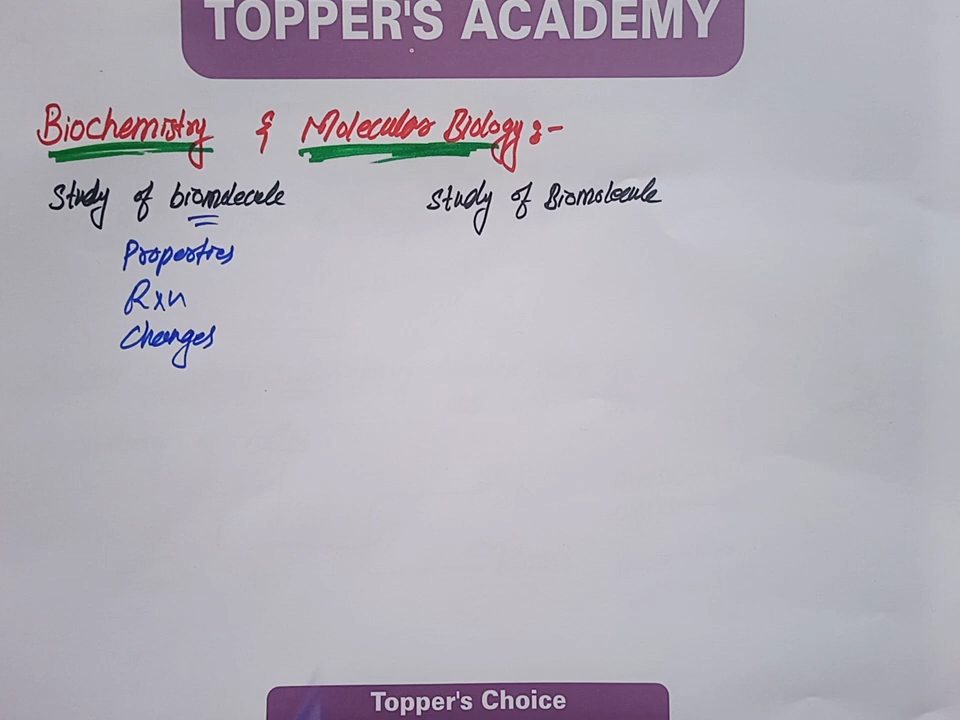 TOPPER'S ACADEMY
Biochemistry & Molecular Biology :-
Study of biomolecule Study of Biomolecule
Properties
Rxn
Changes
Topper's Choice